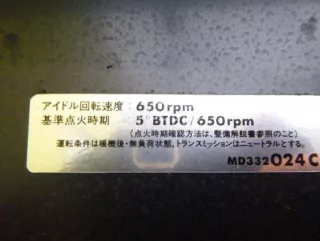 アイドル回転速度：650rpm
基準点火時期 5°BTDC/650rpm
(点火時期確認方法は、整備解説書参照のこと)
運転条件は暖機後・無負荷状態，トランスミッションはニュートラルとする。
MD332024C